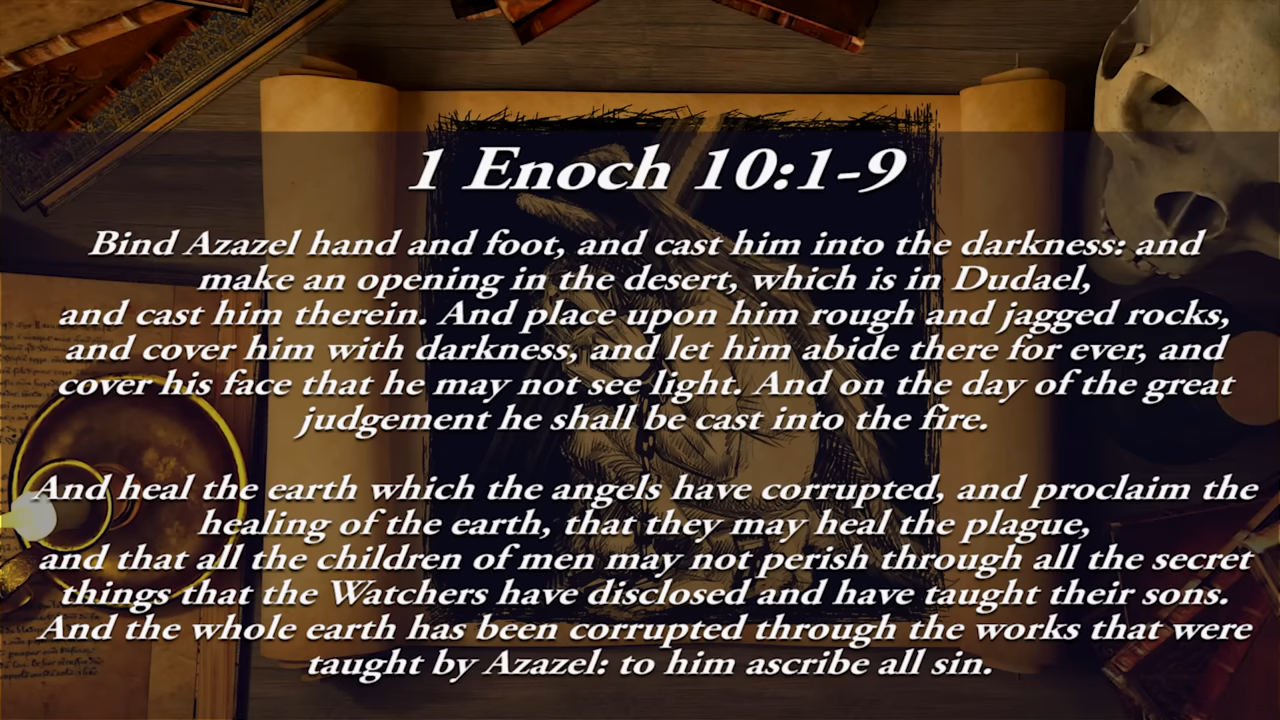 1 Enoch 10:1-9
Bind Azazel hand and foot, and cast him into the darkness: and
make an opening in the desert, which is in Dudael,
and cast him therein. And place upon him rough and jagged rocks,
and cover him with darkness, and let him abide there for ever, and
cover his face that he may not see light. And on the day of the great
judgement he shall be cast into the fire.
And heal the earth which the angels have corrupted, and proclaim the
healing of the earth, that they may heal the plague,
and that all the children of men may not perish through all the secret
things that the Watchers have disclosed and have taught their sons.
And the whole earth has been corrupted through the works that were
taught by Azazel: to him ascribe all sin.